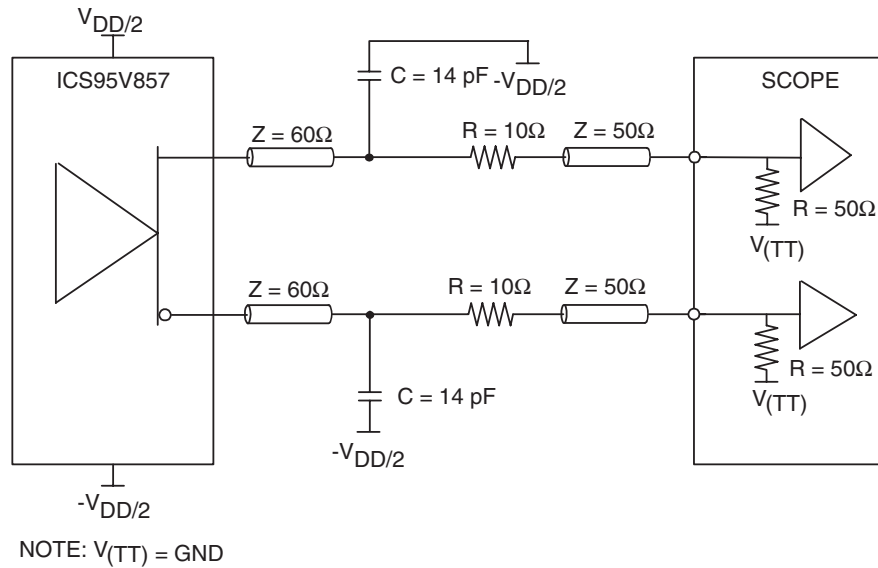 VDD/2
ICS95V857
C = 14 pF
-VDD/2
SCOPE
Z = 60Ω
R = 10Ω
Z = 50Ω
R = 50Ω
V(TT)
Z = 60Ω
R = 10Ω
Z = 50Ω
R = 50Ω
V(TT)
C = 14 pF
-VDD/2
-VDD/2
NOTE: V(TT) = GND